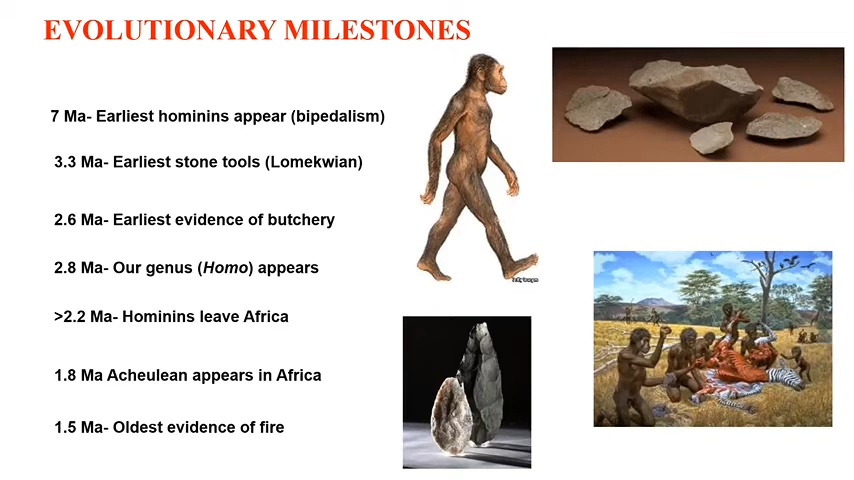 EVOLUTIONARY MILESTONES
7 Ma- Earliest hominins appear (bipedalism)
3.3 Ma- Earliest stone tools (Lomekwian)
2.6 Ma- Earliest evidence of butchery
2.8 Ma- Our genus (Homo) appears
>2.2 Ma- Hominins leave Africa
1.8 Ma Acheulean appears in Africa
1.5 Ma- Oldest evidence of fire